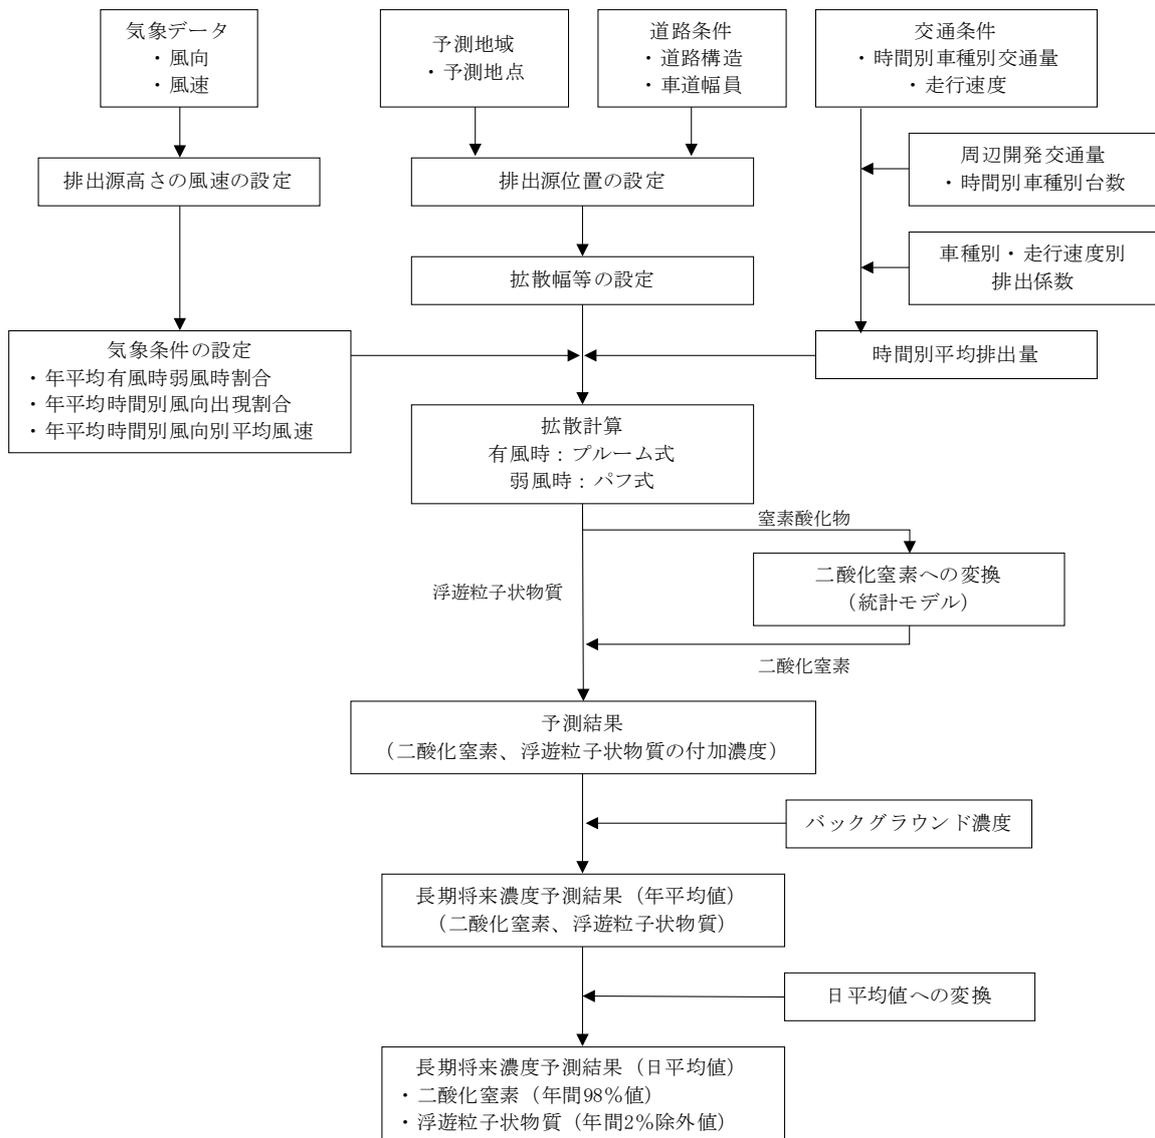 気象データ
・風向
・風速
予測地域
・予測地点
道路条件
・道路構造
・車道幅員
交通条件
・時間別車種別交通量
・走行速度
排出源高さの風速の設定
排出源位置の設定
周辺開発交通量
・時間別車種別台数
拡散幅等の設定
車種別・走行速度別
排出係数
気象条件の設定
・年平均有風時弱風時割合
・年平均時間別風向出現割合
・年平均時間別風向別平均風速
時間別平均排出量
拡散計算
有風時：プルーム式
弱風時：パフ式
窒素酸化物
浮遊粒子状物質
二酸化窒素への変換
（統計モデル）
二酸化窒素
予測結果
（二酸化窒素、浮遊粒子状物質の付加濃度）
バックグラウンド濃度
長期将来濃度予測結果（年平均値）
（二酸化窒素、浮遊粒子状物質）
日平均値への変換
長期将来濃度予測結果（日平均値）
・二酸化窒素（年間98%値）
・浮遊粒子状物質（年間2%除外値）